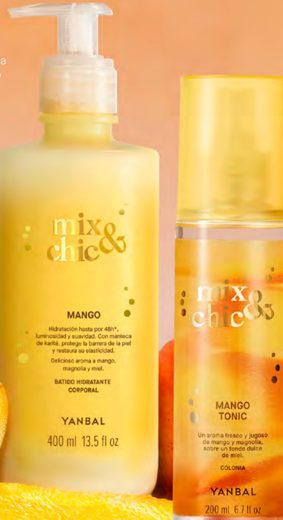 a
mix&
chic
MANGO
Hidratación hasta por 48h*,
luminosidad y suavidad. Con manteca
de karité, protege la barrera de la piel
y restaura su elasticidad.
Delicioso aroma a mango,
magnolia y miel.
BATIDO HIDRATANTE
CORPORAL
YANBAL
400 ml 13.5 fl oz
mix&
chic
MANGO
TONIC
Un aroma fresco y jugoso
de mango y magnolia,
sobre un fondo dulce
de miel.
COLONIA
YANBAL
200 ml 6.7 fl oz